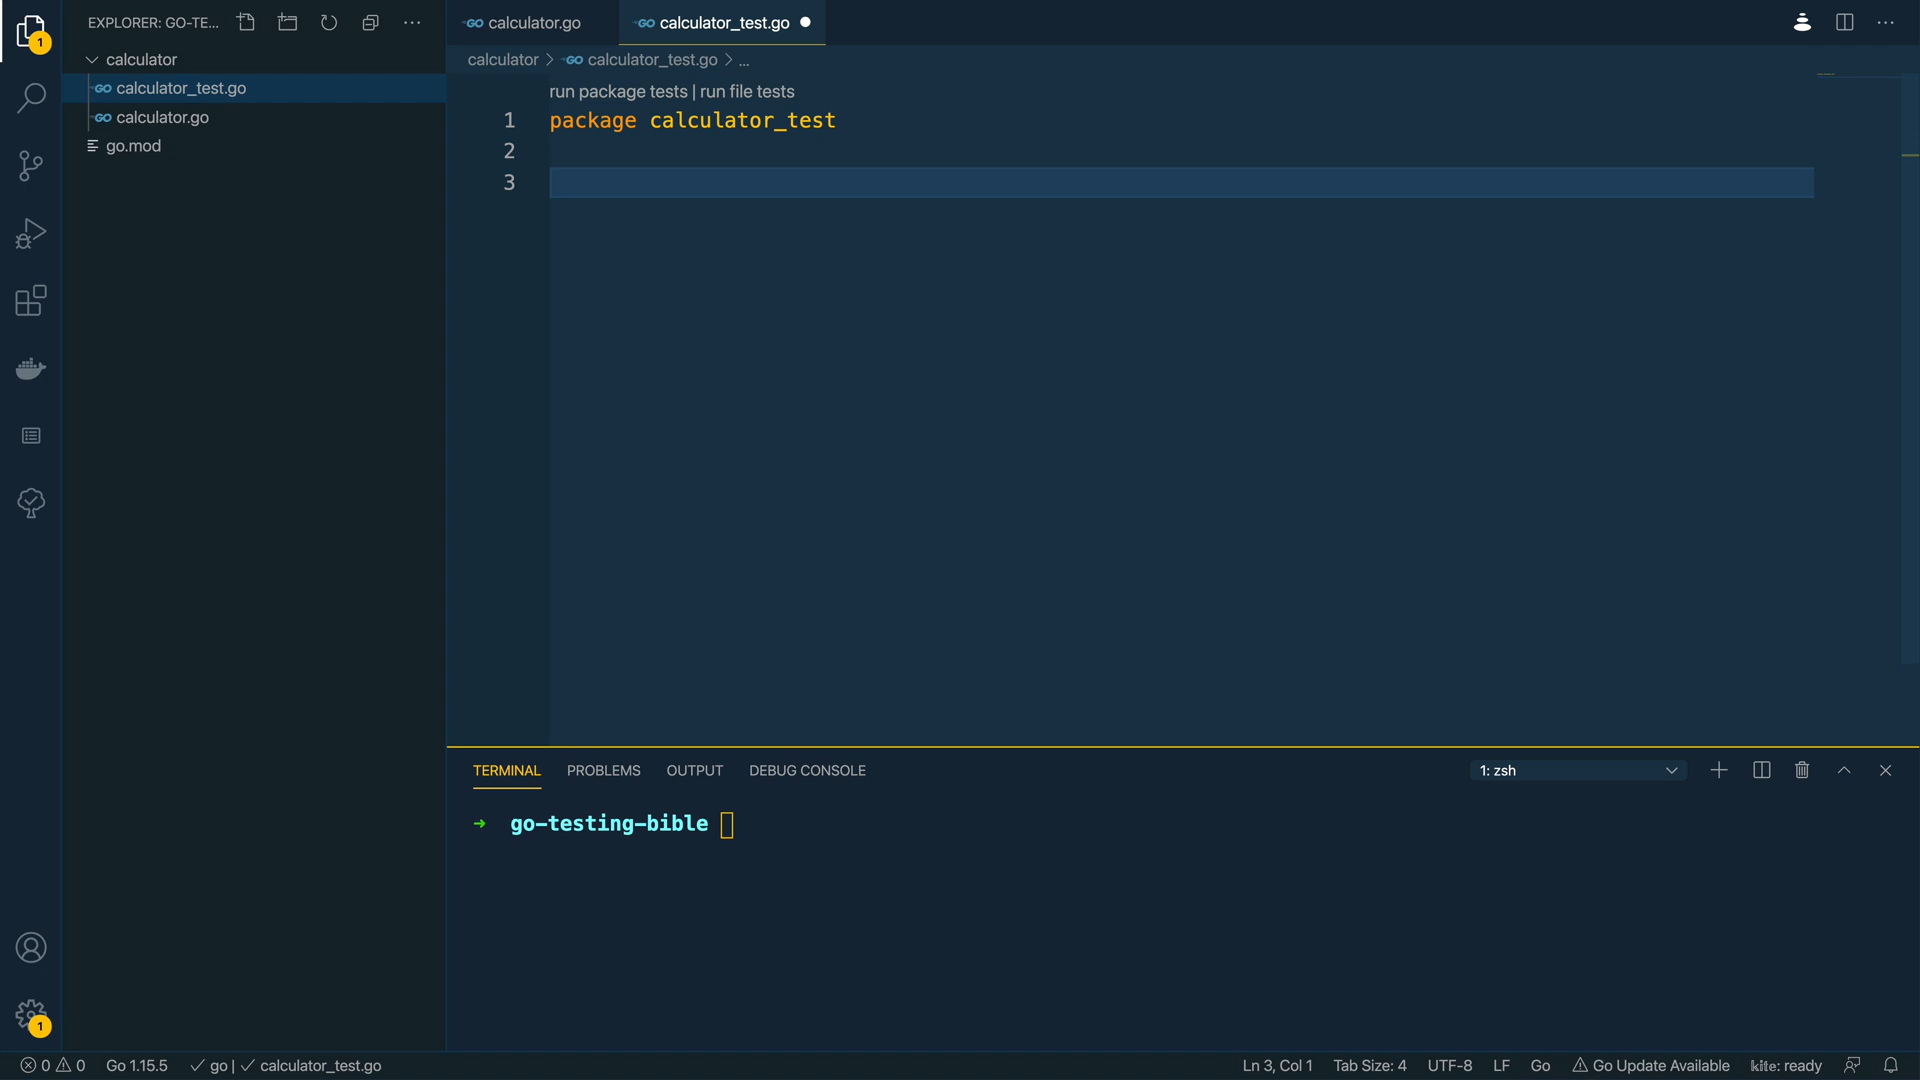 EXPLORER: GO-TE...
calculator
calculator_test.go
calculator.go
go.mod
1
1
calculator.go
calculator_test.go
calculator > calculator_test.go > ...
run package tests | run file tests
1 package calculator_test
2
3
TERMINAL PROBLEMS OUTPUT DEBUG CONSOLE 1: zsh
→ go-testing-bible
0 0 Go 1.15.5 ✓ go | ✓ calculator_test.go Ln 3, Col 1 Tab Size: 4 UTF-8 LF Go Go Update Available kite: ready